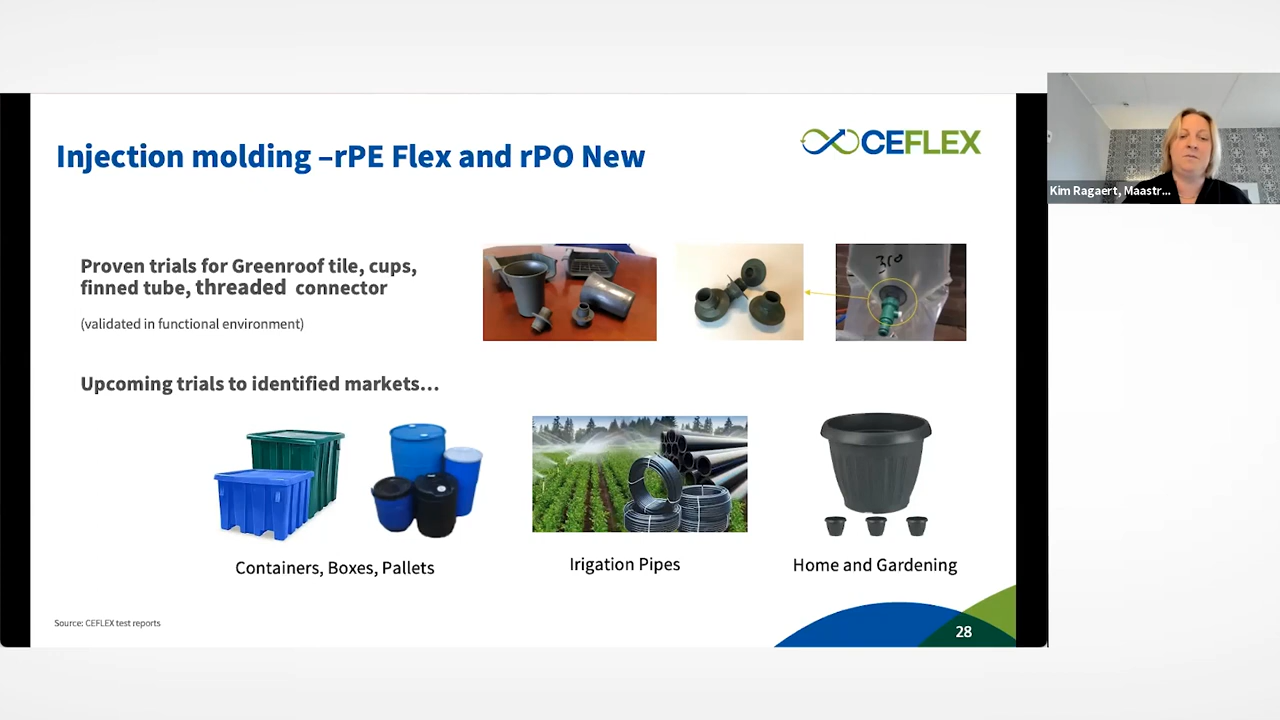 Injection molding –rPE Flex and rPO New
CEFLEX
Kim Ragaert, Maastr...
Proven trials for Greenroof tile, cups,
finned tube, threaded connector
(validated in functional environment)
310
Upcoming trials to identified markets...
Containers, Boxes, Pallets
Irigation Pipes
Home and Gardening
Source: CEFLEX test reports
28